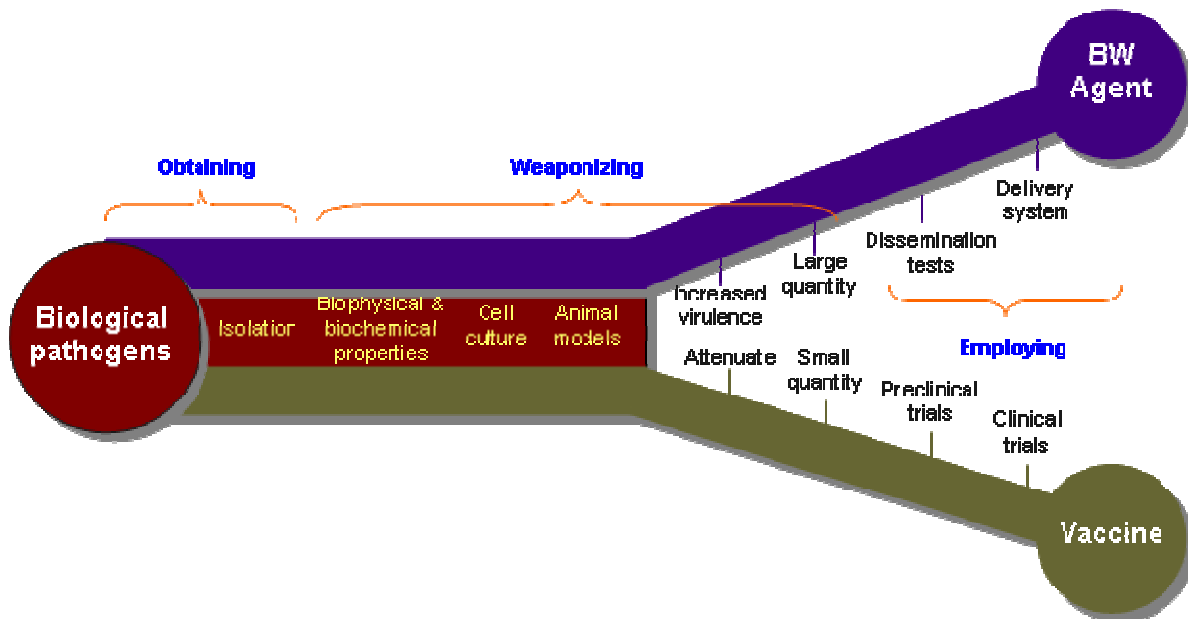 BW
Agent
Obtaining
Weaponizing
Delivery
system
Dissemination
tests
Large
quantity
Increased
virulence
Biological
pathogens
Isolation
Biophysical &
biochemical
properties
Cell
culture
Animal
models
Employing
Attenuate
Small
quantity
Preclinical
trials
Clinical
trials
Vaccine